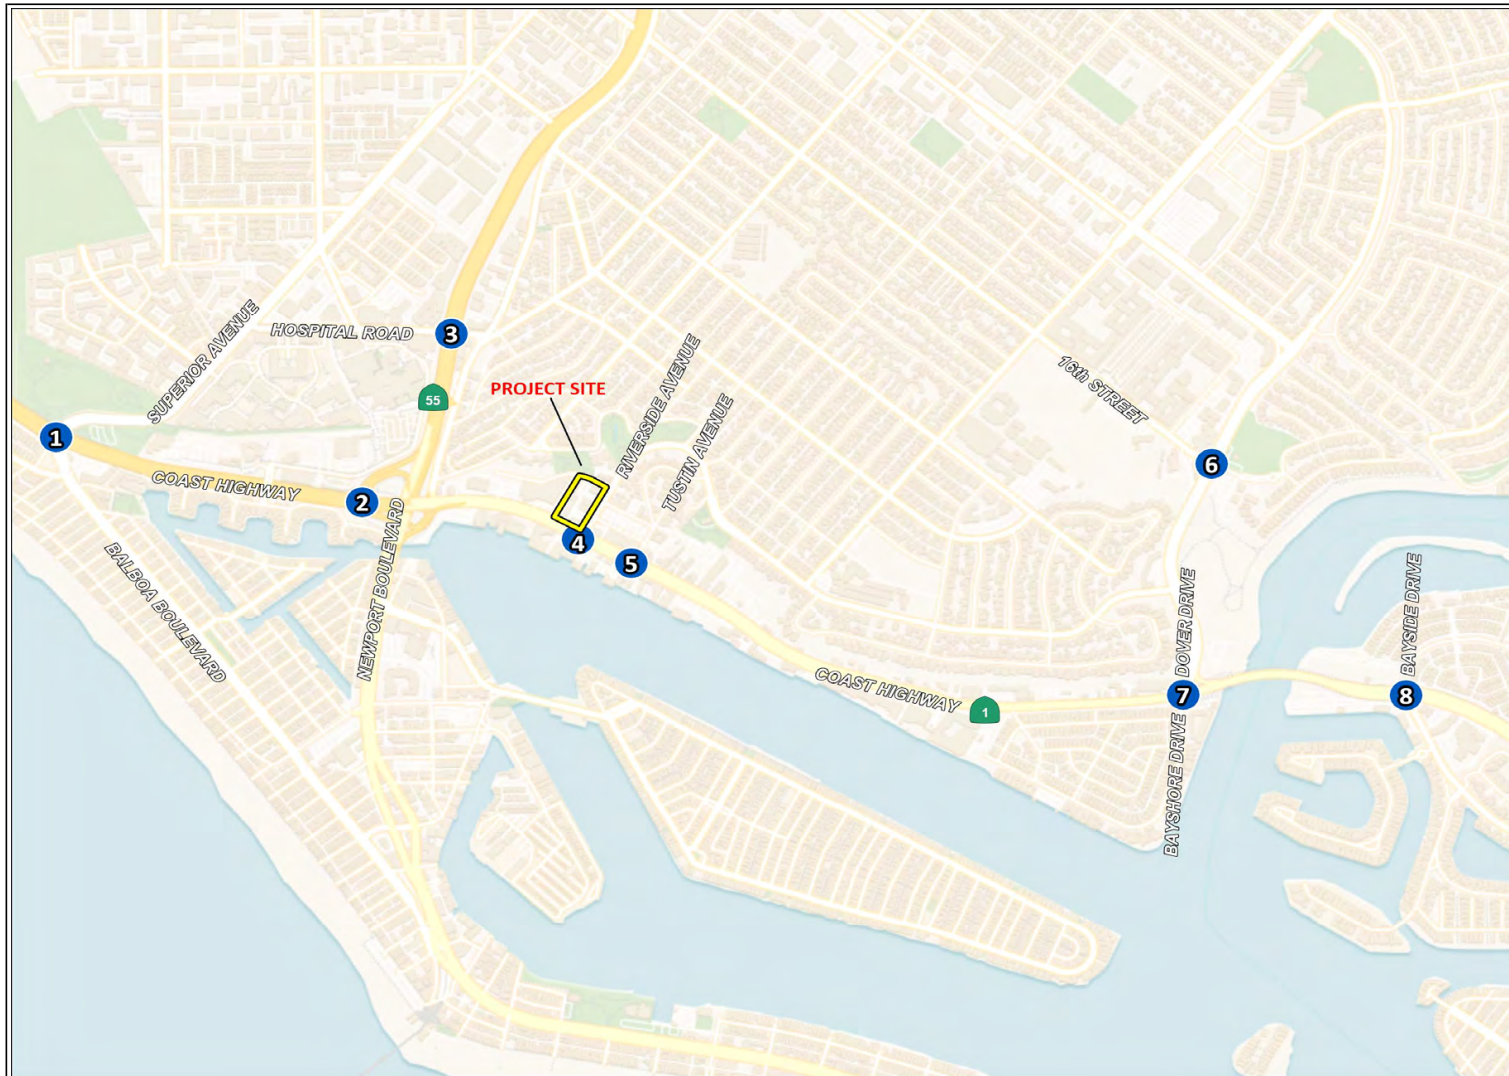 HOSPITAL ROAD
3
SUPERIOR AVENUE
RIVERSIDE AVENUE
16th STREET
PROJECT SITE
55
TUSTIN AVENUE
1
6
COAST HIGHWAY
2
NEWPORT BOULEVARD
4
5
BALBOA BOULEVARD
DOVER DRIVE
BAYSIDE DRIVE
COAST HIGHWAY
1
7
8
BAYSHORE DRIVE